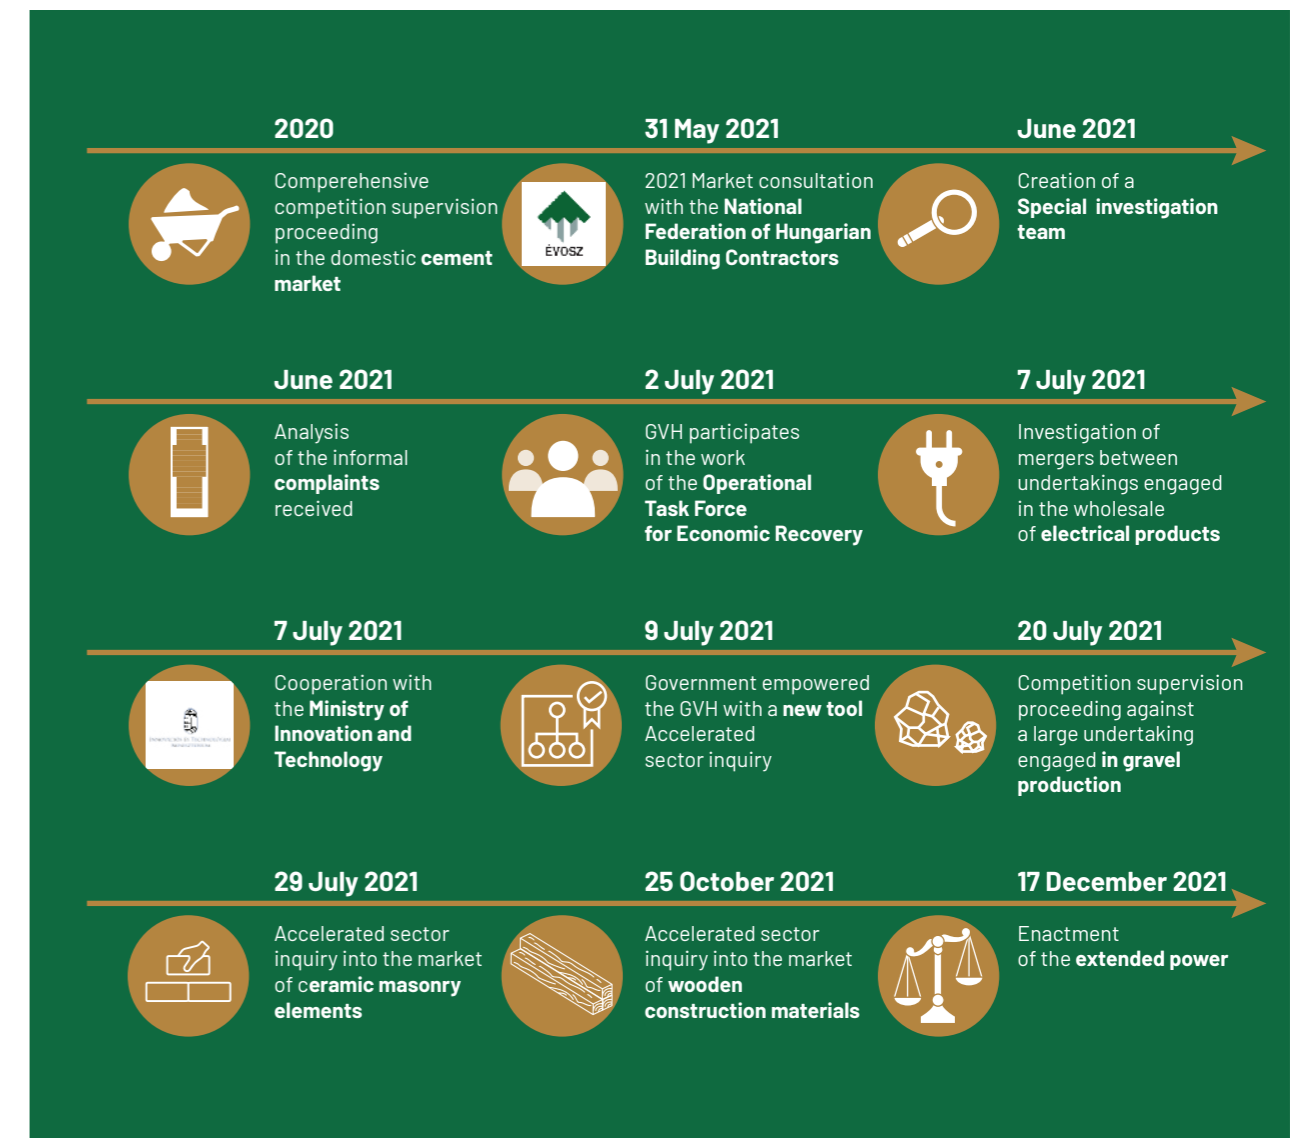 2020
31 May 2021
June 2021
Comperehensive
competition supervision
proceeding
in the domestic cement
market
ÉVOSZ
2021 Market consultation
with the National
Federation of Hungarian
Building Contractors
Creation of a
Special investigation
team
June 2021
2 July 2021
7 July 2021
Analysis
of the informal
complaints
received
GVH participates
in the work
of the Operational
Task Force
for Economic Recovery
Investigation of
mergers between
undertakings engaged
in the wholesale
of electrical products
7 July 2021
9 July 2021
20 July 2021
Cooperation with
the Ministry of
Innovation and
Technology
Government empowered
the GVH with a new tool
Accelerated
sector inquiry
Competition supervision
proceeding against
a large undertaking
engaged in gravel
production
29 July 2021
25 October 2021
17 December 2021
Accelerated sector
inquiry into the market
of ceramic masonry
elements
Accelerated sector
inquiry into the market
of wooden
construction materials
Enactment
of the extended power